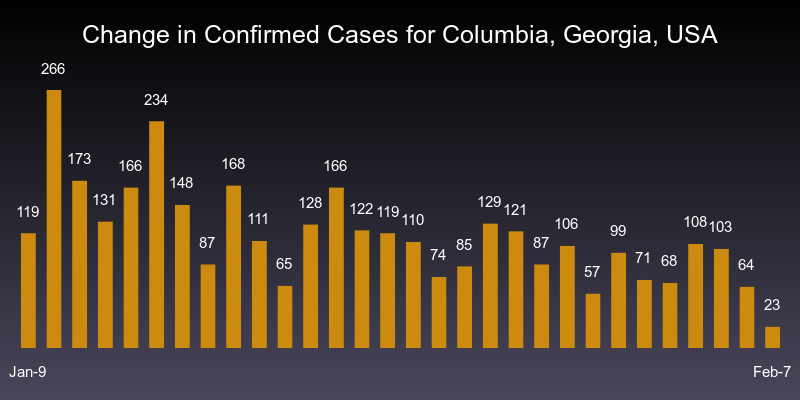 Change in Confirmed Cases for Columbia, Georgia, USA
119 266 173 131 166 234 148 87 168 111 65 128 166 122 119 110 74 85 129 121 87 106 57 99 71 68 108 103 64 23
Jan-9 Feb-7